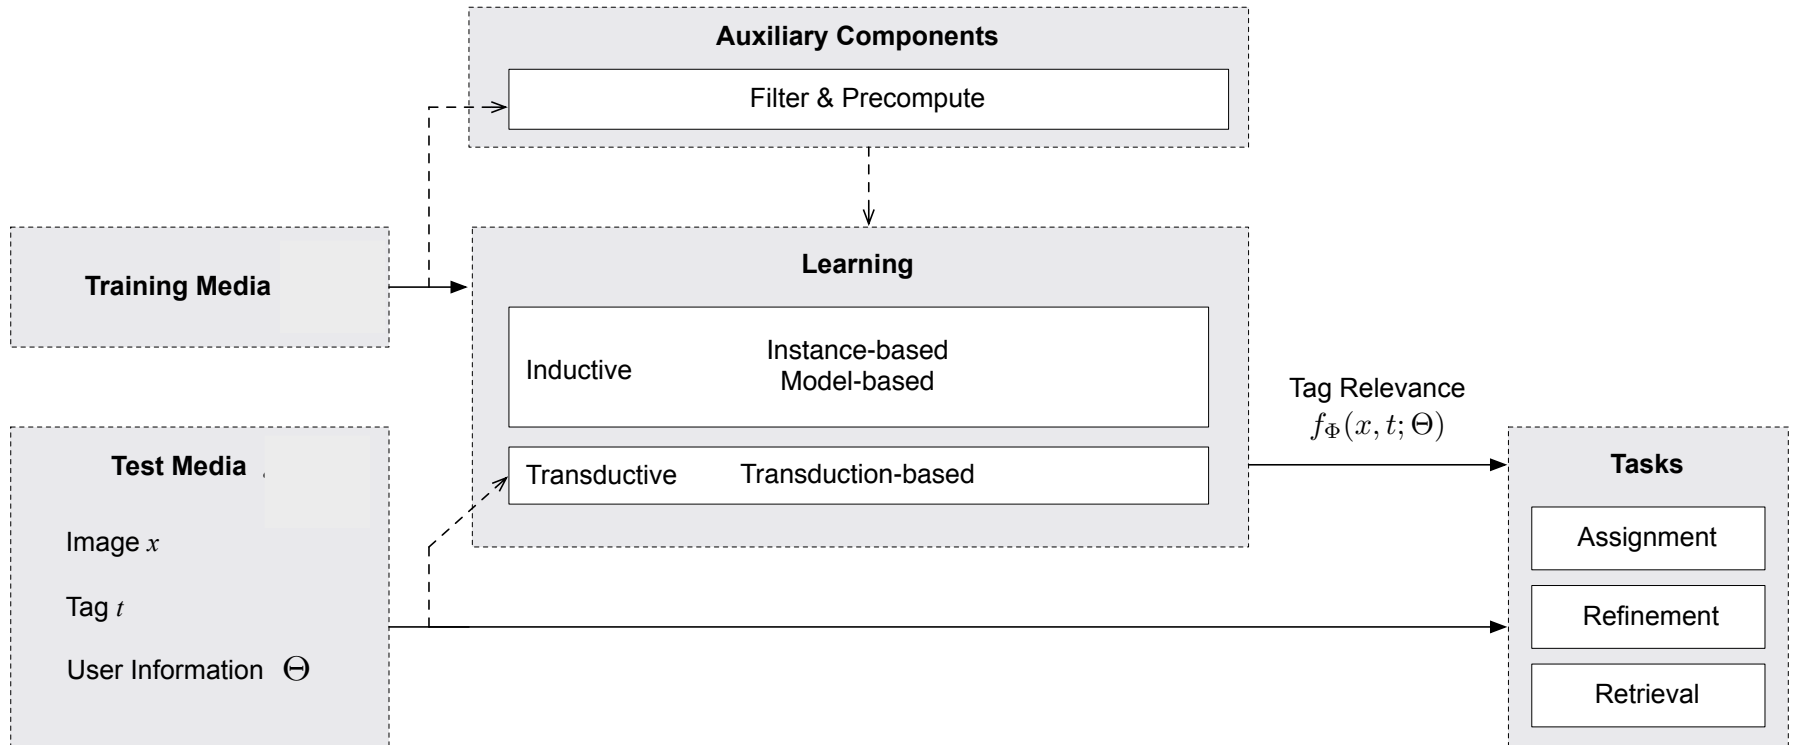 Auxiliary Components
Filter & Precompute
Training Media
Learning
Inductive
Instance-based
Model-based
Transductive Transduction-based
Tag Relevance
f_Φ(x, t; Θ)
Test Media
Image x
Tag t
User Information Θ
Tasks
Assignment
Refinement
Retrieval